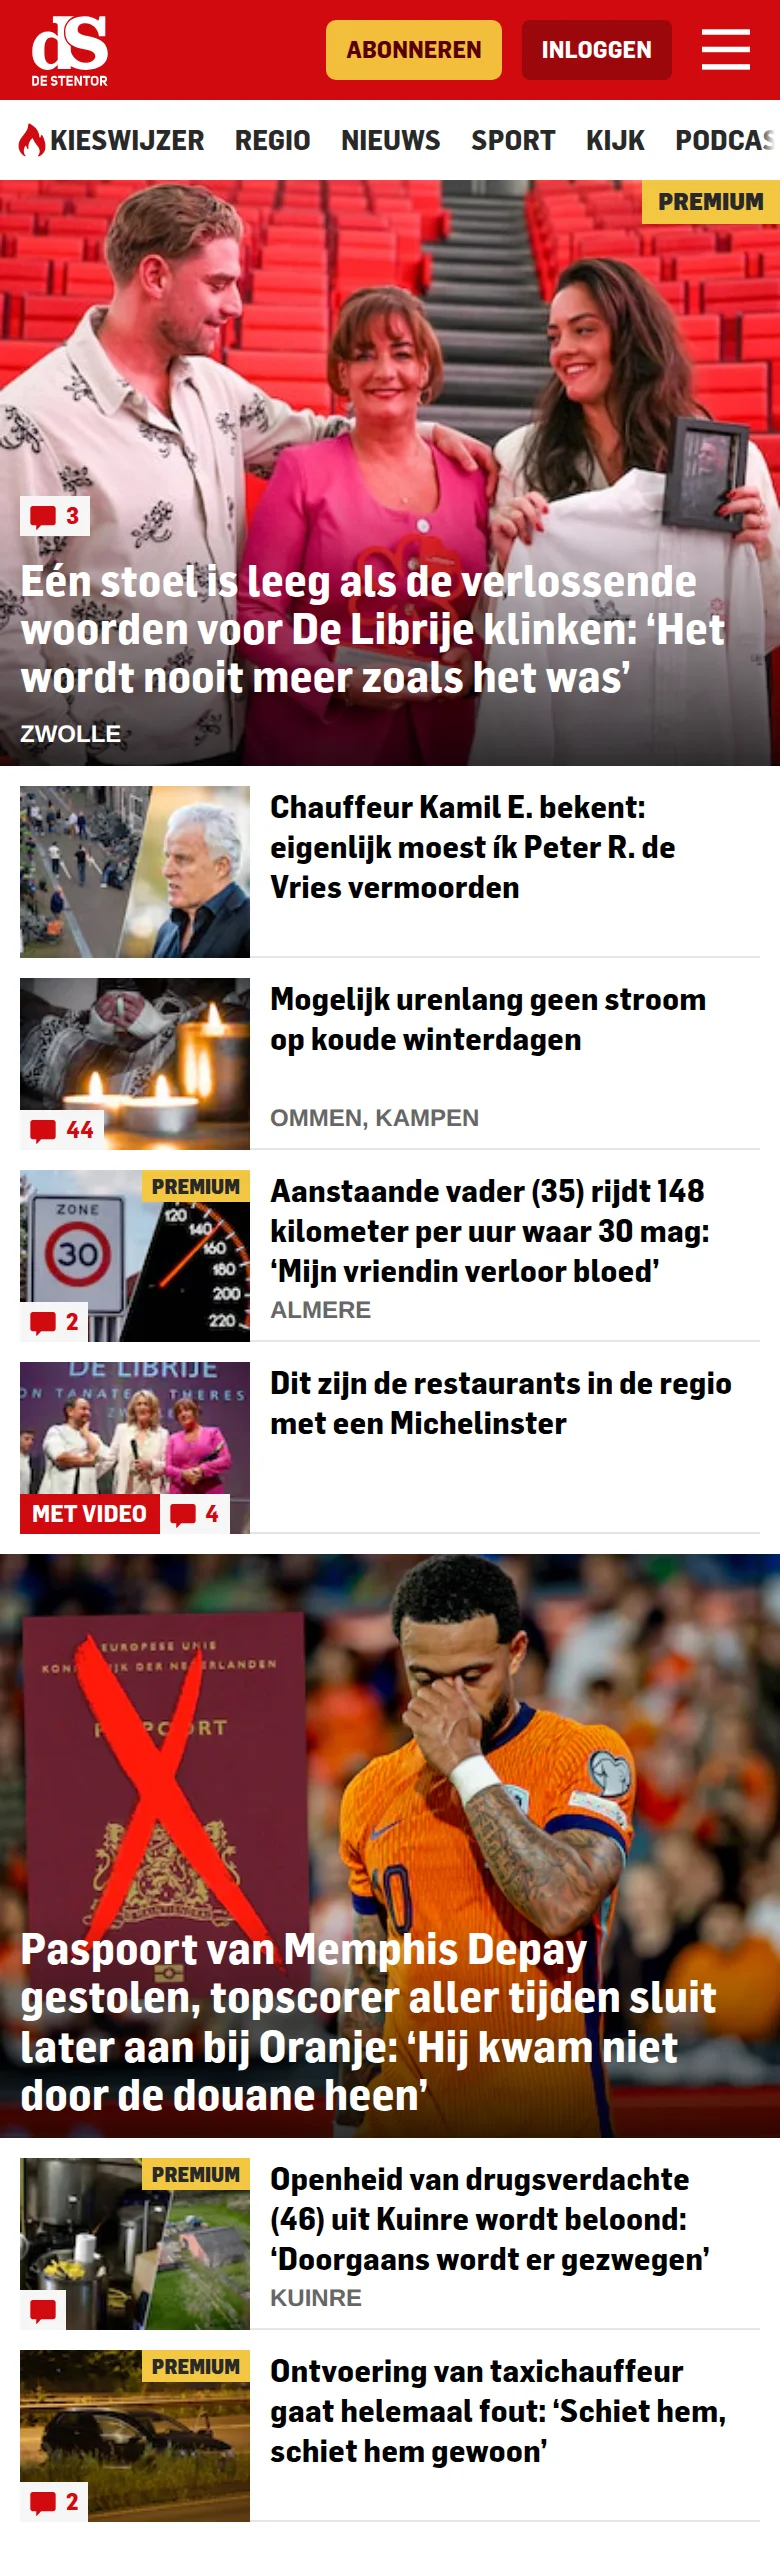 dS
DE STENTOR
ABONNEREN
INLOGGEN
KIESWIJZER REGIO NIEUWS SPORT KIJK PODCAS
PREMIUM
3
Eén stoel is leeg als de verlossende
woorden voor De Librije klinken: ‘Het
wordt nooit meer zoals het was’
ZWOLLE
Chauffeur Kamil E. bekent:
eigenlijk moest ík Peter R. de
Vries vermoorden
Mogelijk urenlang geen stroom
op koude winterdagen
44
OMMEN, KAMPEN
PREMIUM
ZONE
30
120
140
160
180
200
220
2
Aanstaande vader (35) rijdt 148
kilometer per uur waar 30 mag:
‘Mijn vriendin verloor bloed’
ALMERE
DE LIBRIJE
ON TANATE & THERES
MET VIDEO
4
Dit zijn de restaurants in de regio
met een Michelinster
EUROPESE UNIE
Paspoort van Memphis Depay
gestolen, topscorer aller tijden sluit
later aan bij Oranje: ‘Hij kwam niet
door de douane heen’
PREMIUM
Openheid van drugsverdachte
(46) uit Kuinre wordt beloond:
‘Doorgaans wordt er gezwegen’
KUINRE
PREMIUM
2
Ontvoering van taxichauffeur
gaat helemaal fout: ‘Schiet hem,
schiet hem gewoon’